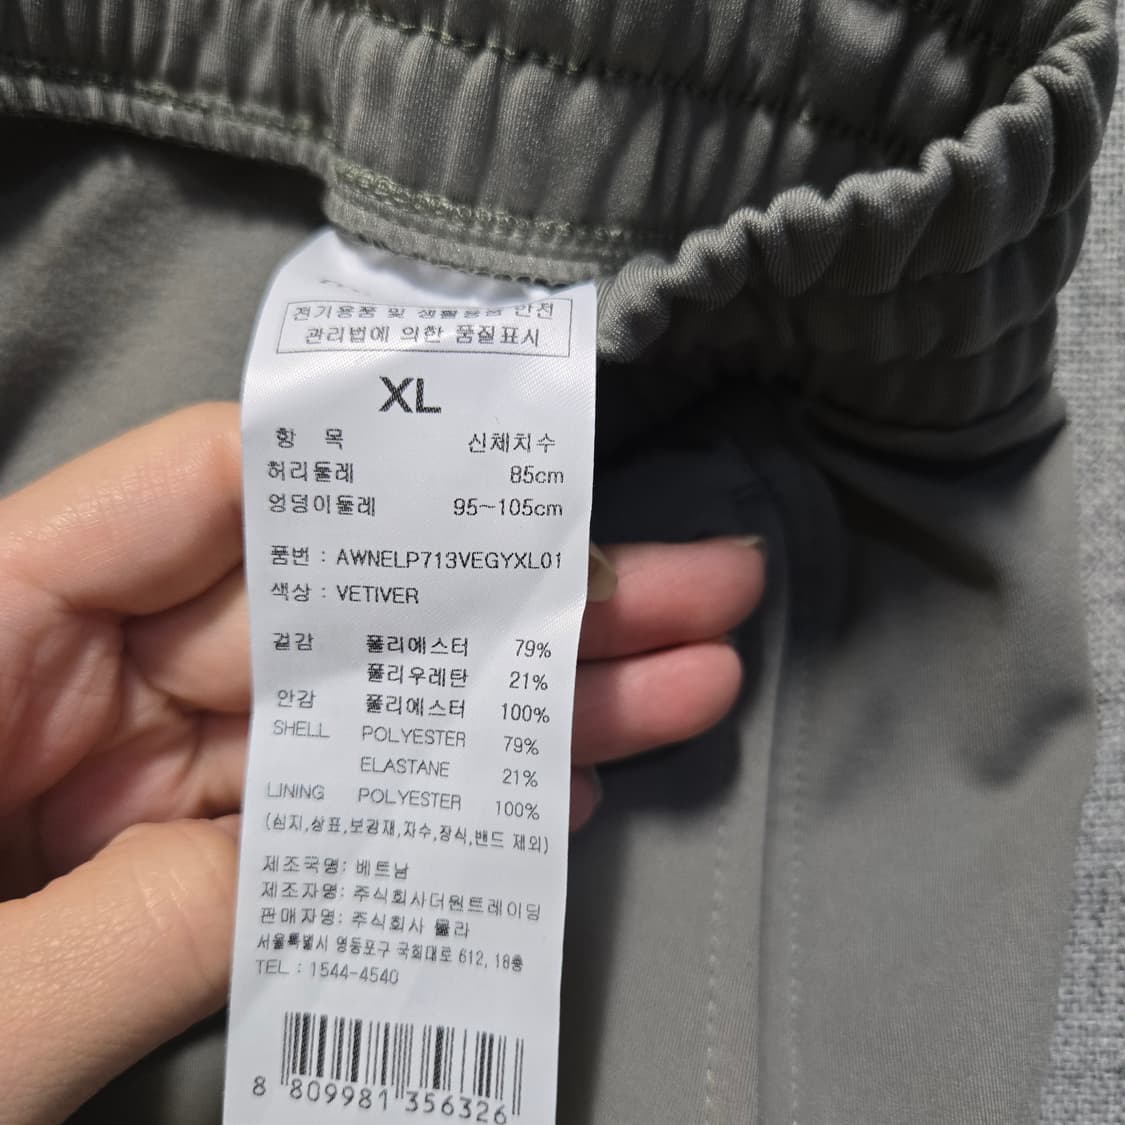 전기용품 및 생활용품 안전
관리법에 의한 품질표시
XL
항 목 신체치수
허리둘레 85cm
엉덩이둘레 95~105cm
품번 : AWNELP713VEGYXL01
색상 : VETIVER
겉감 폴리에스터 79%
폴리우레탄 21%
안감 폴리에스터 100%
SHELL POLYESTER 79%
ELASTANE 21%
LINING POLYESTER 100%
(심지,상표,보강재,자수,장식,밴드 제외)
제조국명: 베트남
제조자명: 주식회사더원트레이딩
판매자명: 주식회사 뮬라
서울특별시 영등포구 국회대로 612, 18층
TEL : 1544-4540
8 809981 356326